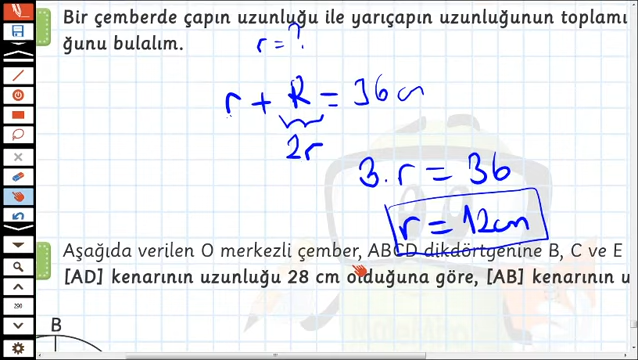 Bir çemberde çapın uzunluğu ile yarıçapın uzunluğunun toplamı
ğunu bulalım.
r = ?
r + R = 36 cm
2r
3. r = 36
r = 12cm
Aşağıda verilen O merkezli çember, ABCD dikdörtgenine B, C ve E
[AD] kenarının uzunluğu 28 cm olduğuna göre, [AB] kenarının u
B